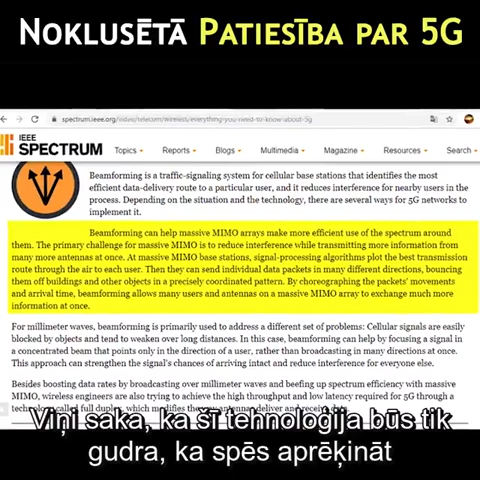 NOKLUSĒTĀ PATIESĪBA PAR 5G
spectrum.ieee.org/video/telecom/wireless/everything-you-need-to-know-about-5g
IEEE
SPECTRUM
Topics
Reports
Blogs
Multimedia
Magazine
Resources
Search
Beamforming is a traffic-signaling system for cellular base stations that identifies the most
efficient data-delivery route to a particular user, and it reduces interference for nearby users in the
process. Depending on the situation and the technology, there are several ways for 5G networks to
implement it.
Beamforming can help massive MIMO arrays make more efficient use of the spectrum around
them. The primary challenge for massive MIMO is to reduce interference while transmitting more information from
many more antennas at once. At massive MIMO base stations, signal-processing algorithms plot the best transmission
route through the air to each user. Then they can send individual data packets in many different directions, bouncing
them off buildings and other objects in a precisely coordinated pattern. By choreographing the packets' movements
and arrival time, beamforming allows many users and antennas on a massive MIMO array to exchange much more
information at once.
For millimeter waves, beamforming is primarily used to address a different set of problems: Cellular signals are easily
blocked by objects and tend to weaken over long distances. In this case, beamforming can help by focusing a signal in
a concentrated beam that points only in the direction of a user, rather than broadcasting in many directions at once.
This approach can strengthen the signal's chances of arriving intact and reduce interference for everyone else.
Besides boosting data rates by broadcasting over millimeter waves and beefing up spectrum efficiency with massive
MIMO, wireless engineers are also trying to achieve the high throughput and low latency required for 5G through a
technology called full duplex, which modifies the way antennas deliver and receive data.
Viņi saka, ka šī tehnoloģija būs tik
gudra, ka spēs aprēķināt